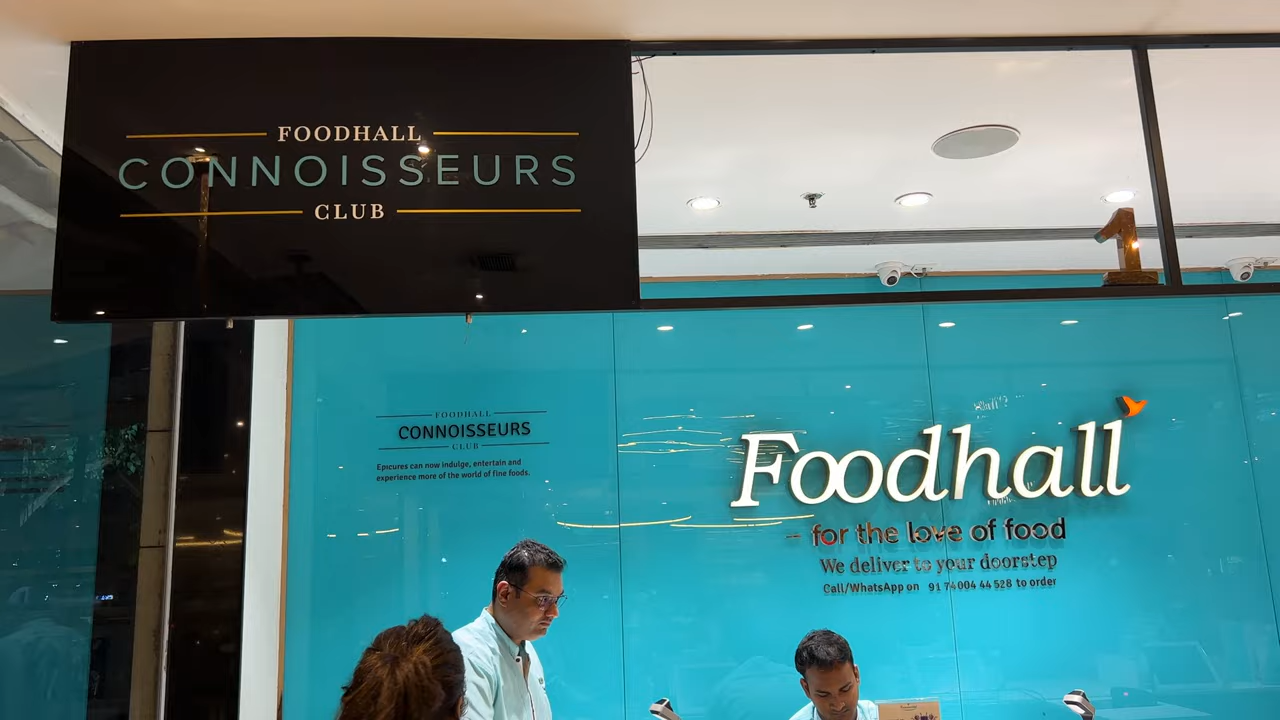 FOODHALL
CONNOISSEURS
CLUB
1
FOODHALL
CONNOISSEURS
CLUB
Epicures can now indulge, entertain and
experience more of the world of fine foods.
Foodhall
– for the love of food
We deliver to your doorstep
Call/WhatsApp on 91 74004 44 528 to order